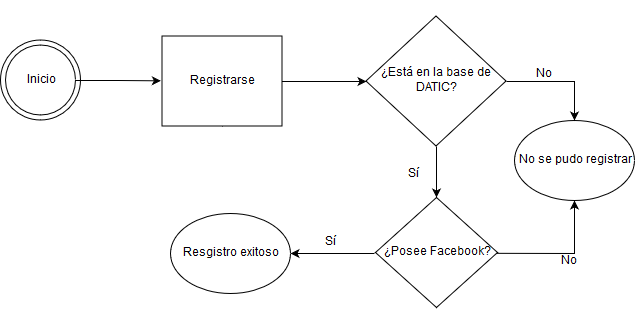 Inicio
Registrarse
¿Está en la base de
DATIC?
No
No se pudo registrar
Sí
¿Posee Facebook?
Sí
Resgistro exitoso
No